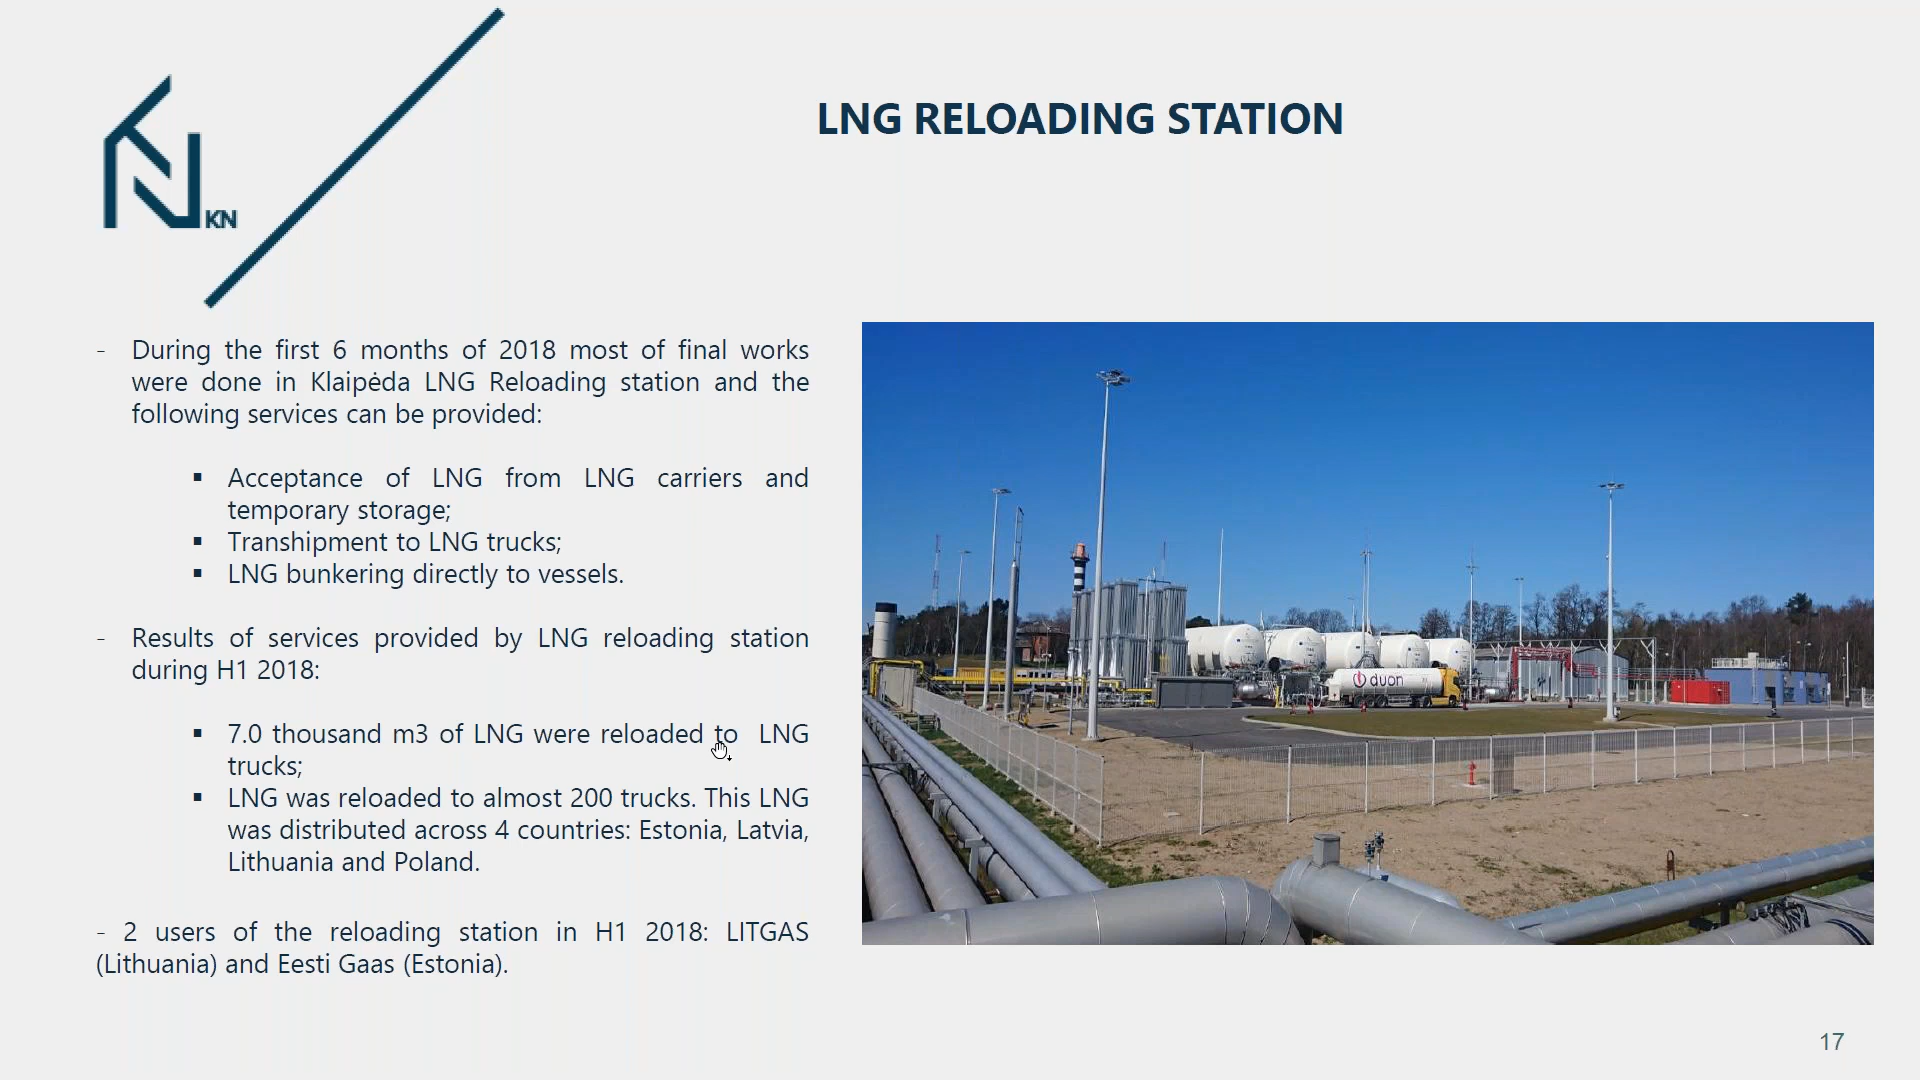 KN
LNG RELOADING STATION
- During the first 6 months of 2018 most of final works
were done in Klaipėda LNG Reloading station and the
following services can be provided:
▪ Acceptance of LNG from LNG carriers and
temporary storage;
▪ Transhipment to LNG trucks;
▪ LNG bunkering directly to vessels.
- Results of services provided by LNG reloading station
during H1 2018:
▪ 7.0 thousand m3 of LNG were reloaded to LNG
trucks;
▪ LNG was reloaded to almost 200 trucks. This LNG
was distributed across 4 countries: Estonia, Latvia,
Lithuania and Poland.
- 2 users of the reloading station in H1 2018: LITGAS
(Lithuania) and Eesti Gaas (Estonia).
duon
17